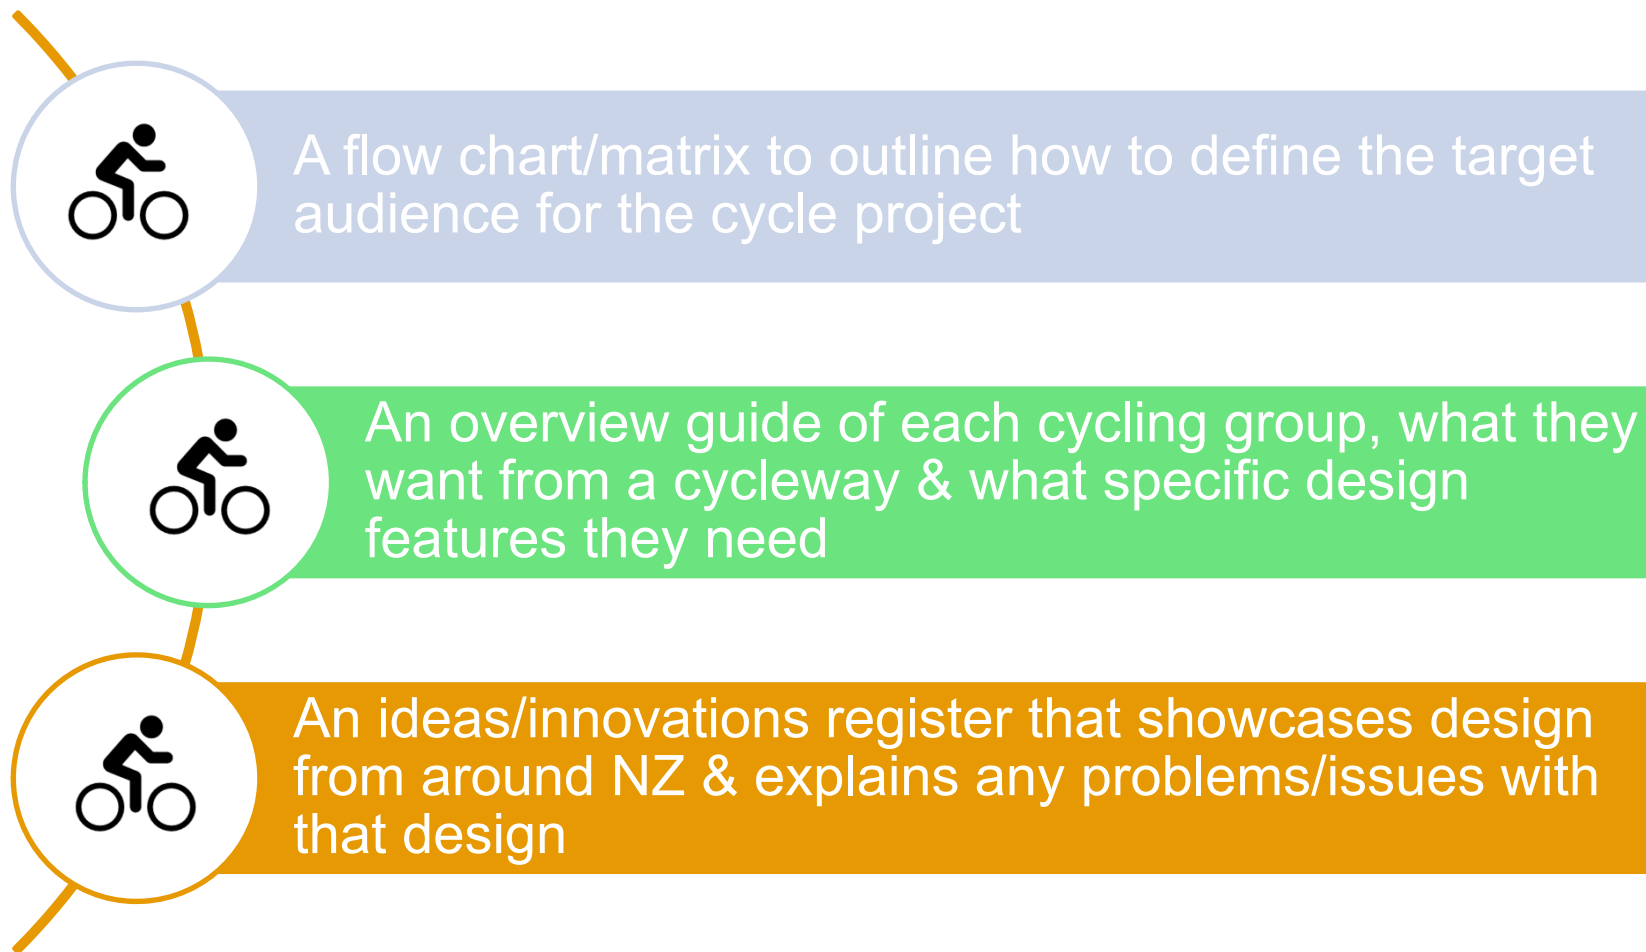 A flow chart/matrix to outline how to define the target
audience for the cycle project
An overview guide of each cycling group, what they
want from a cycleway & what specific design
features they need
An ideas/innovations register that showcases design
from around NZ & explains any problems/issues with
that design